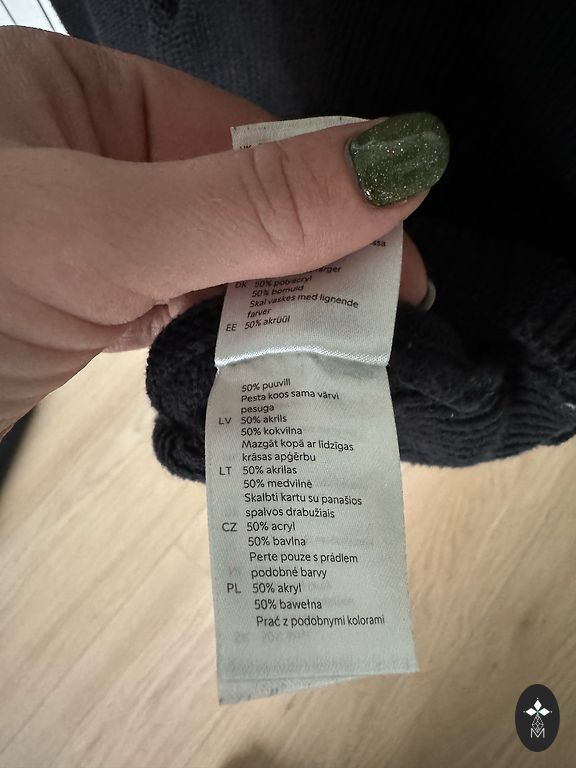 DK 50% polyacryl
50% bomuld
Skal vaskes med lignende
farver
EE 50% akrüül
50% puuvill
Pesta koos sama värvi
pesuga
LV 50% akrils
50% kokvilna
Mazgāt kopā ar līdzīgas
krāsas apģērbu
LT 50% akrilas
50% medvilnė
Skalbti kartu su panašios
spalvos drabužiais
CZ 50% acryl
50% bavlna
Perte pouze s prádlem
podobné barvy
PL 50% akryl
50% bawełna
Prać z podobnymi kolorami
M